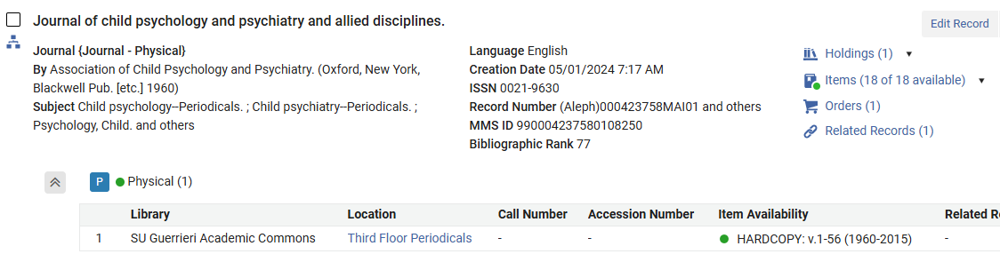 Journal of child psychology and psychiatry and allied disciplines.
Edit Record
Journal {Journal - Physical}
By Association of Child Psychology and Psychiatry. (Oxford, New York,
Blackwell Pub. [etc.] 1960)
Subject Child psychology--Periodicals. ; Child psychiatry--Periodicals. ;
Psychology, Child. and others
Language English
Creation Date 05/01/2024 7:17 AM
ISSN 0021-9630
Record Number (Aleph)000423758MAI01 and others
MMS ID 990004237580108250
Bibliographic Rank 77
Holdings (1)
Items (18 of 18 available)
Orders (1)
Related Records (1)
P Physical (1)
Library Location Call Number Accession Number Item Availability Related R
1 SU Guerrieri Academic Commons Third Floor Periodicals - - HARDCOPY: v.1-56 (1960-2015) -